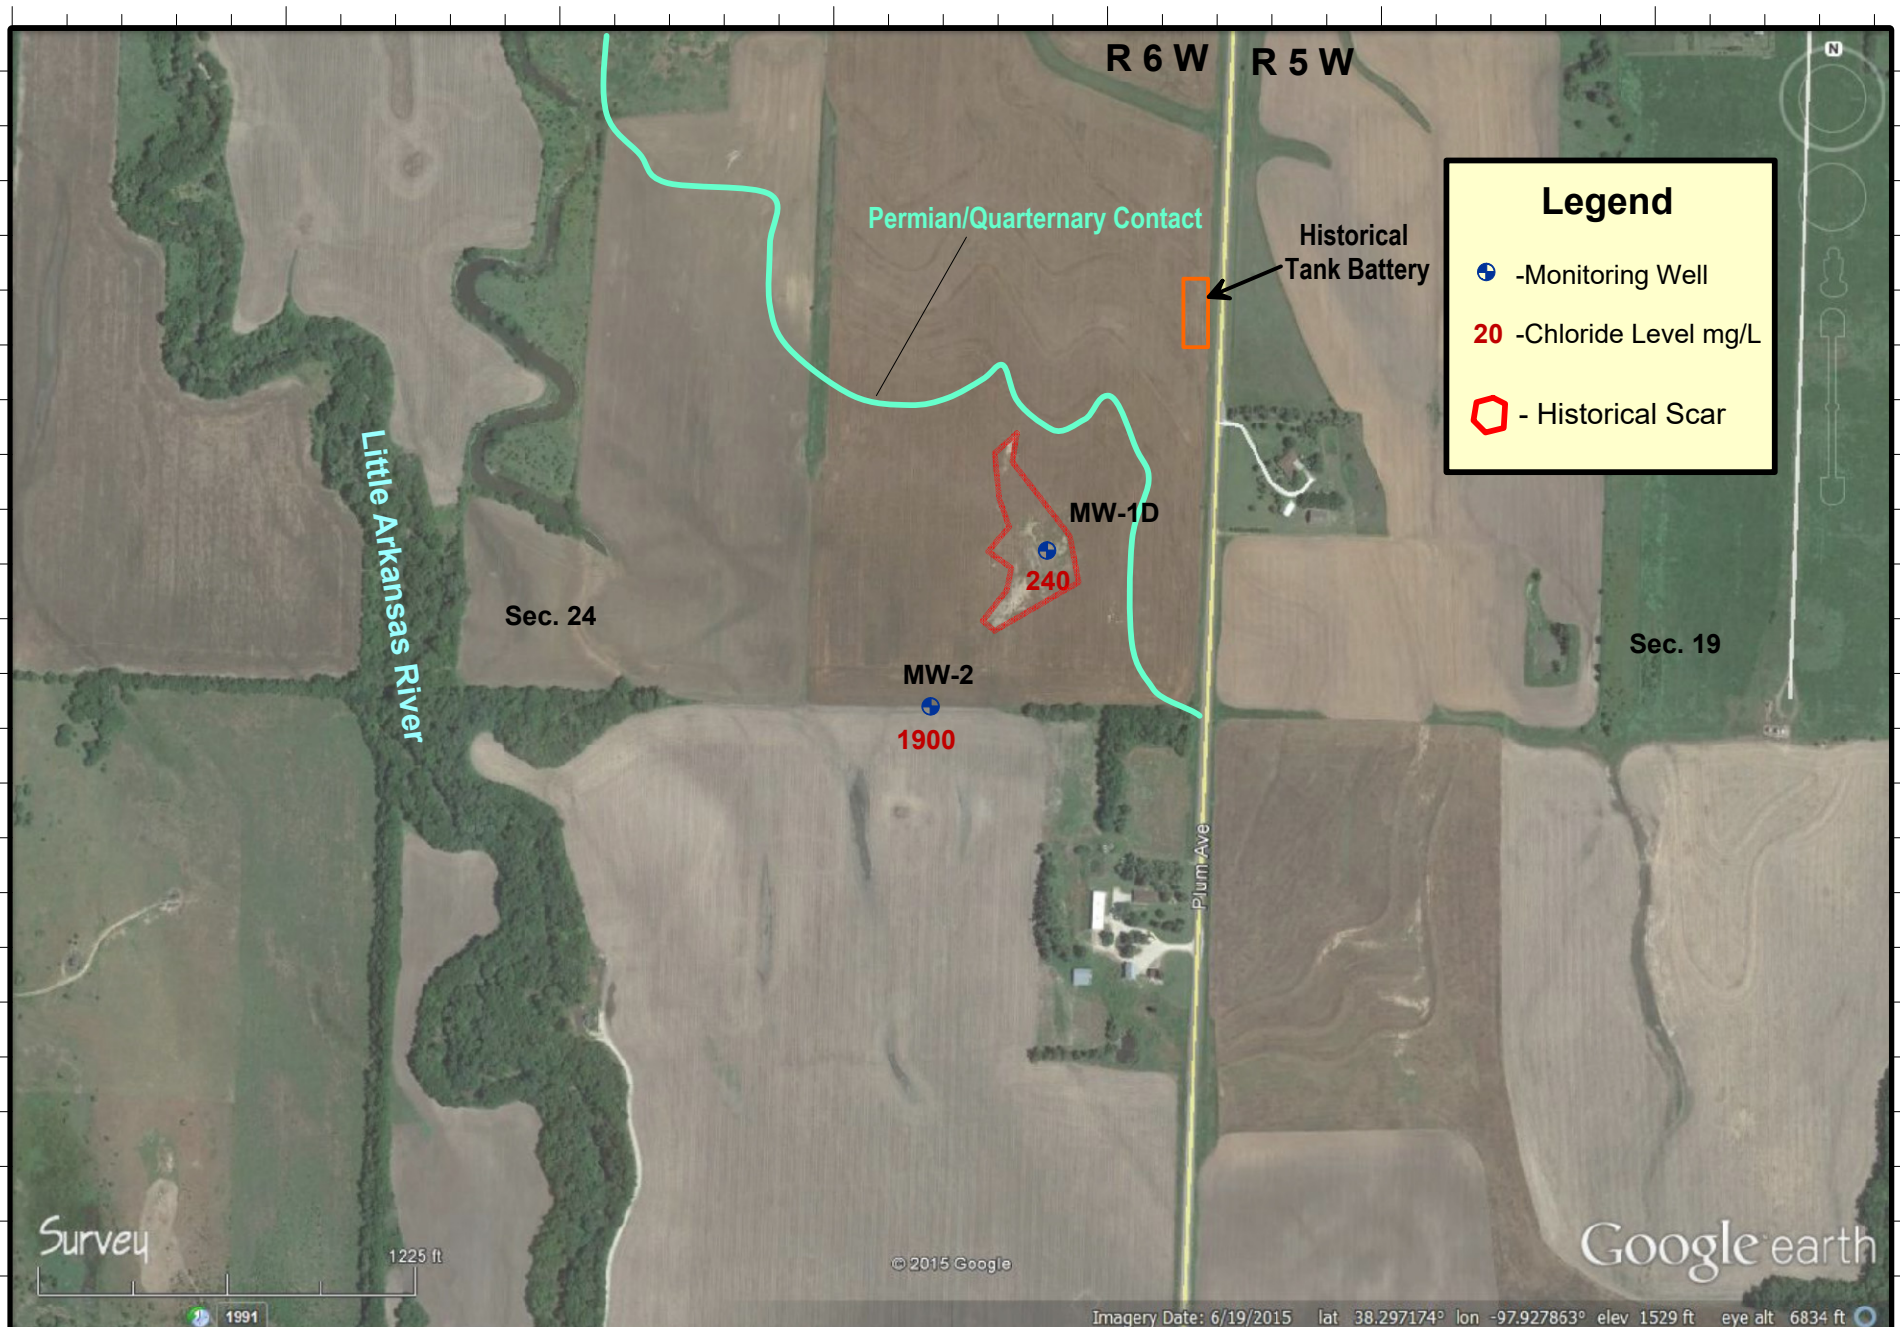 R 6 W
R 5 W
N
Legend
-Monitoring Well
20 -Chloride Level mg/L
- Historical Scar
Permian/Quarternary Contact
Historical
Tank Battery
Little Arkansas River
MW-1D
240
Sec. 24
Sec. 19
MW-2
1900
Plum Ave
Survey
1225 ft
© 2015 Google
Google earth
1991
Imagery Date: 6/19/2015 lat 38.297174° lon -97.927863° elev 1529 ft eye alt 6834 ft